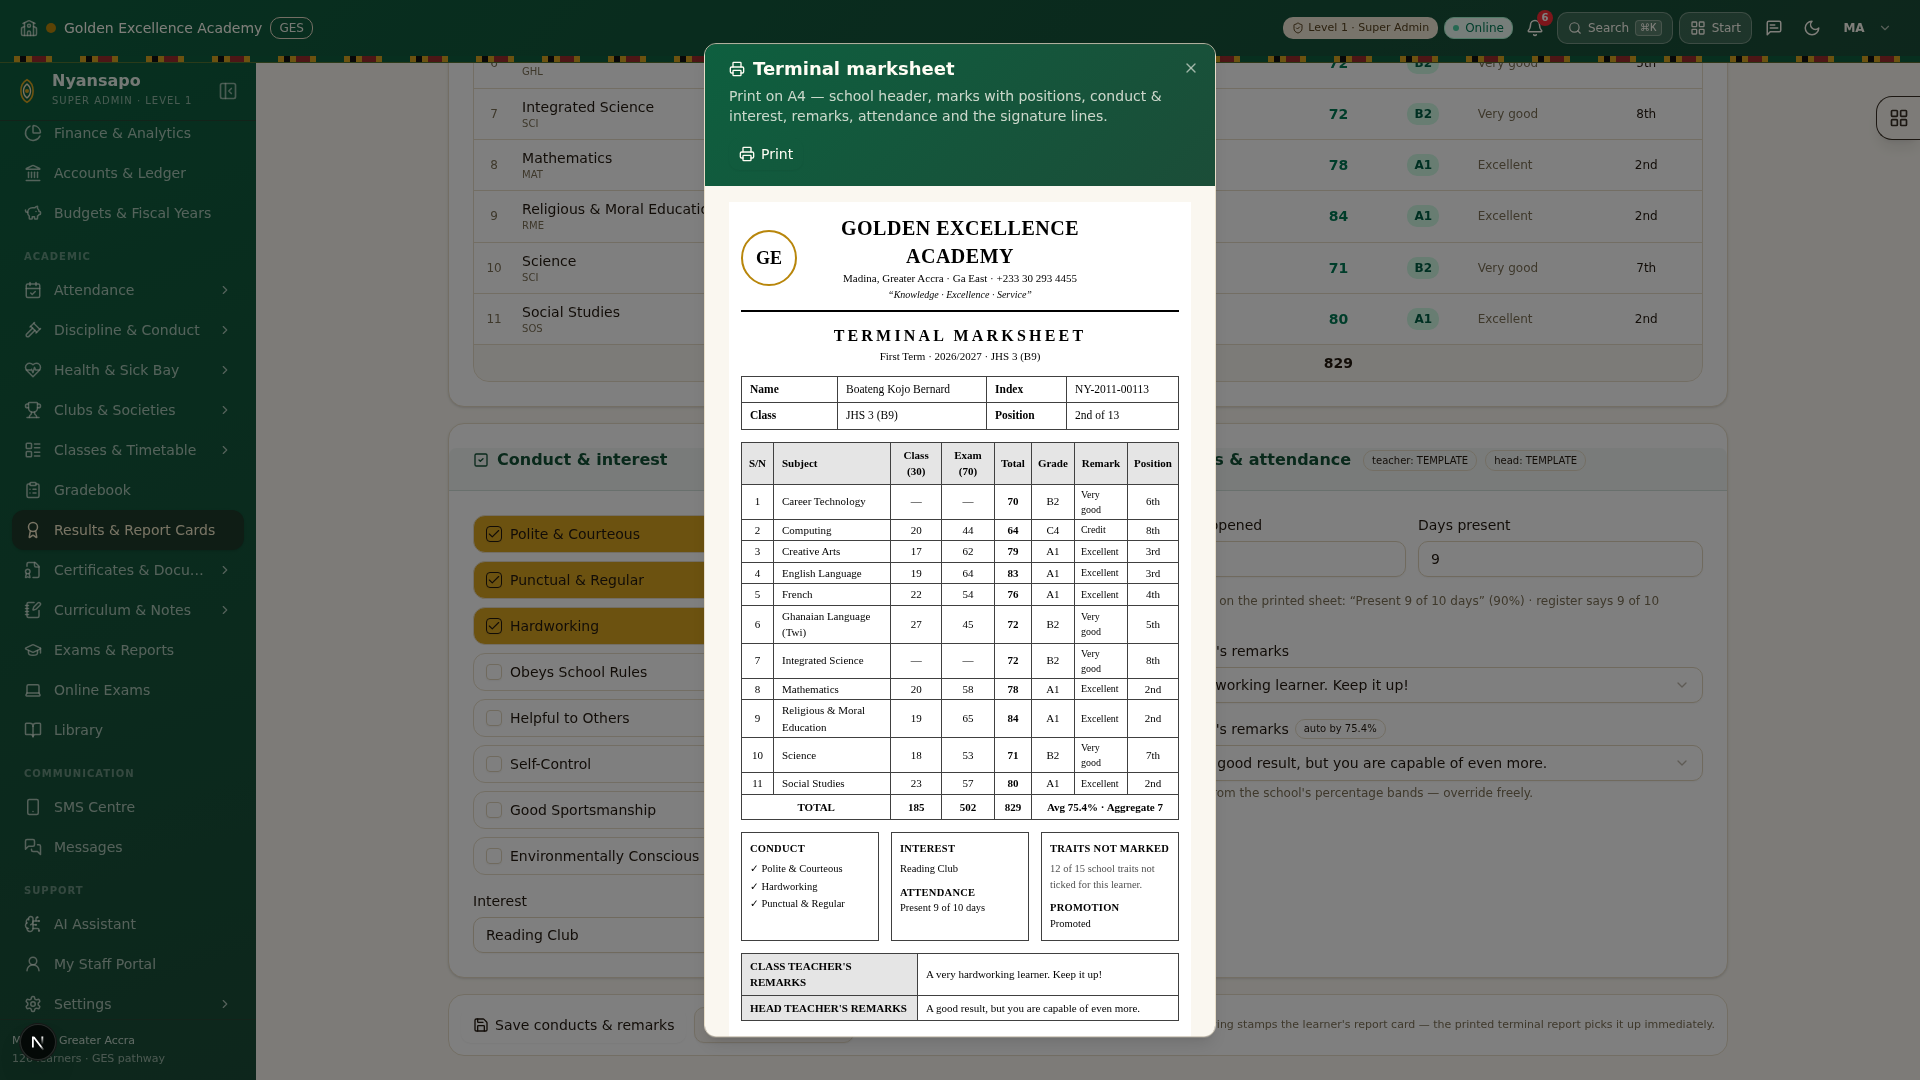 Golden Excellence Academy GES
Level 1 · Super Admin Online 6 Search ⌘K Start MA
Nyansapo
SUPER ADMIN · LEVEL 1
Finance & Analytics
Accounts & Ledger
Budgets & Fiscal Years
ACADEMIC
Attendance
Discipline & Conduct
Health & Sick Bay
Clubs & Societies
Classes & Timetable
Gradebook
Results & Report Cards
Certificates & Docu...
Curriculum & Notes
Exams & Reports
Online Exams
Library
COMMUNICATION
SMS Centre
Messages
SUPPORT
AI Assistant
My Staff Portal
Settings
Greater Accra
GES pathway
GHL
7 Integrated Science 72 B2 Very good 8th
SCI
8 Mathematics 78 A1 Excellent 2nd
MAT
9 Religious & Moral 84 A1 Excellent 2nd
RME
10 Science 71 B2 Very good 7th
SCI
11 Social Studies 80 A1 Excellent 2nd
SOS
829
Conduct & interest
Polite & Courteous
Punctual & Regular
Hardworking
Obeys School Rules
Helpful to Others
Self-Control
Good Sportsmanship
Environmentally Conscious
Interest
Reading Club
Save conducts & remarks
& attendance teacher: TEMPLATE head: TEMPLATE
Days present
9
on the printed sheet: “Present 9 of 10 days” (90%) · register says 9 of 10
's remarks
learner. Keep it up!
's remarks auto by 75.4%
good result, but you are capable of even more.
the school's percentage bands — override freely.
stamps the learner's report card — the printed terminal report picks it up immediately.
Terminal marksheet
Print on A4 — school header, marks with positions, conduct &
interest, remarks, attendance and the signature lines.
Print
GE
GOLDEN EXCELLENCE
ACADEMY
Madina, Greater Accra · Ga East · +233 30 293 4455
“Knowledge · Excellence · Service”
TERMINAL MARKSHEET
First Term · 2026/2027 · JHS 3 (B9)
Name Boateng Kojo Bernard Index NY-2011-00113
Class JHS 3 (B9) Position 2nd of 13
S/N Subject Class (30) Exam (70) Total Grade Remark Position
1 Career Technology — — 70 B2 Very good 6th
2 Computing 20 44 64 C4 Credit 8th
3 Creative Arts 17 62 79 A1 Excellent 3rd
4 English Language 19 64 83 A1 Excellent 3rd
5 French 22 54 76 A1 Excellent 4th
6 Ghanaian Language (Twi) 27 45 72 B2 Very good 5th
7 Integrated Science — — 72 B2 Very good 8th
8 Mathematics 20 58 78 A1 Excellent 2nd
9 Religious & Moral Education 19 65 84 A1 Excellent 2nd
10 Science 18 53 71 B2 Very good 7th
11 Social Studies 23 57 80 A1 Excellent 2nd
TOTAL 185 502 829 Avg 75.4% · Aggregate 7
CONDUCT
✓ Polite & Courteous
✓ Hardworking
✓ Punctual & Regular
INTEREST
Reading Club
ATTENDANCE
Present 9 of 10 days
TRAITS NOT MARKED
12 of 15 school traits not
ticked for this learner.
PROMOTION
Promoted
CLASS TEACHER'S
REMARKS
A very hardworking learner. Keep it up!
HEAD TEACHER'S REMARKS A good result, but you are capable of even more.